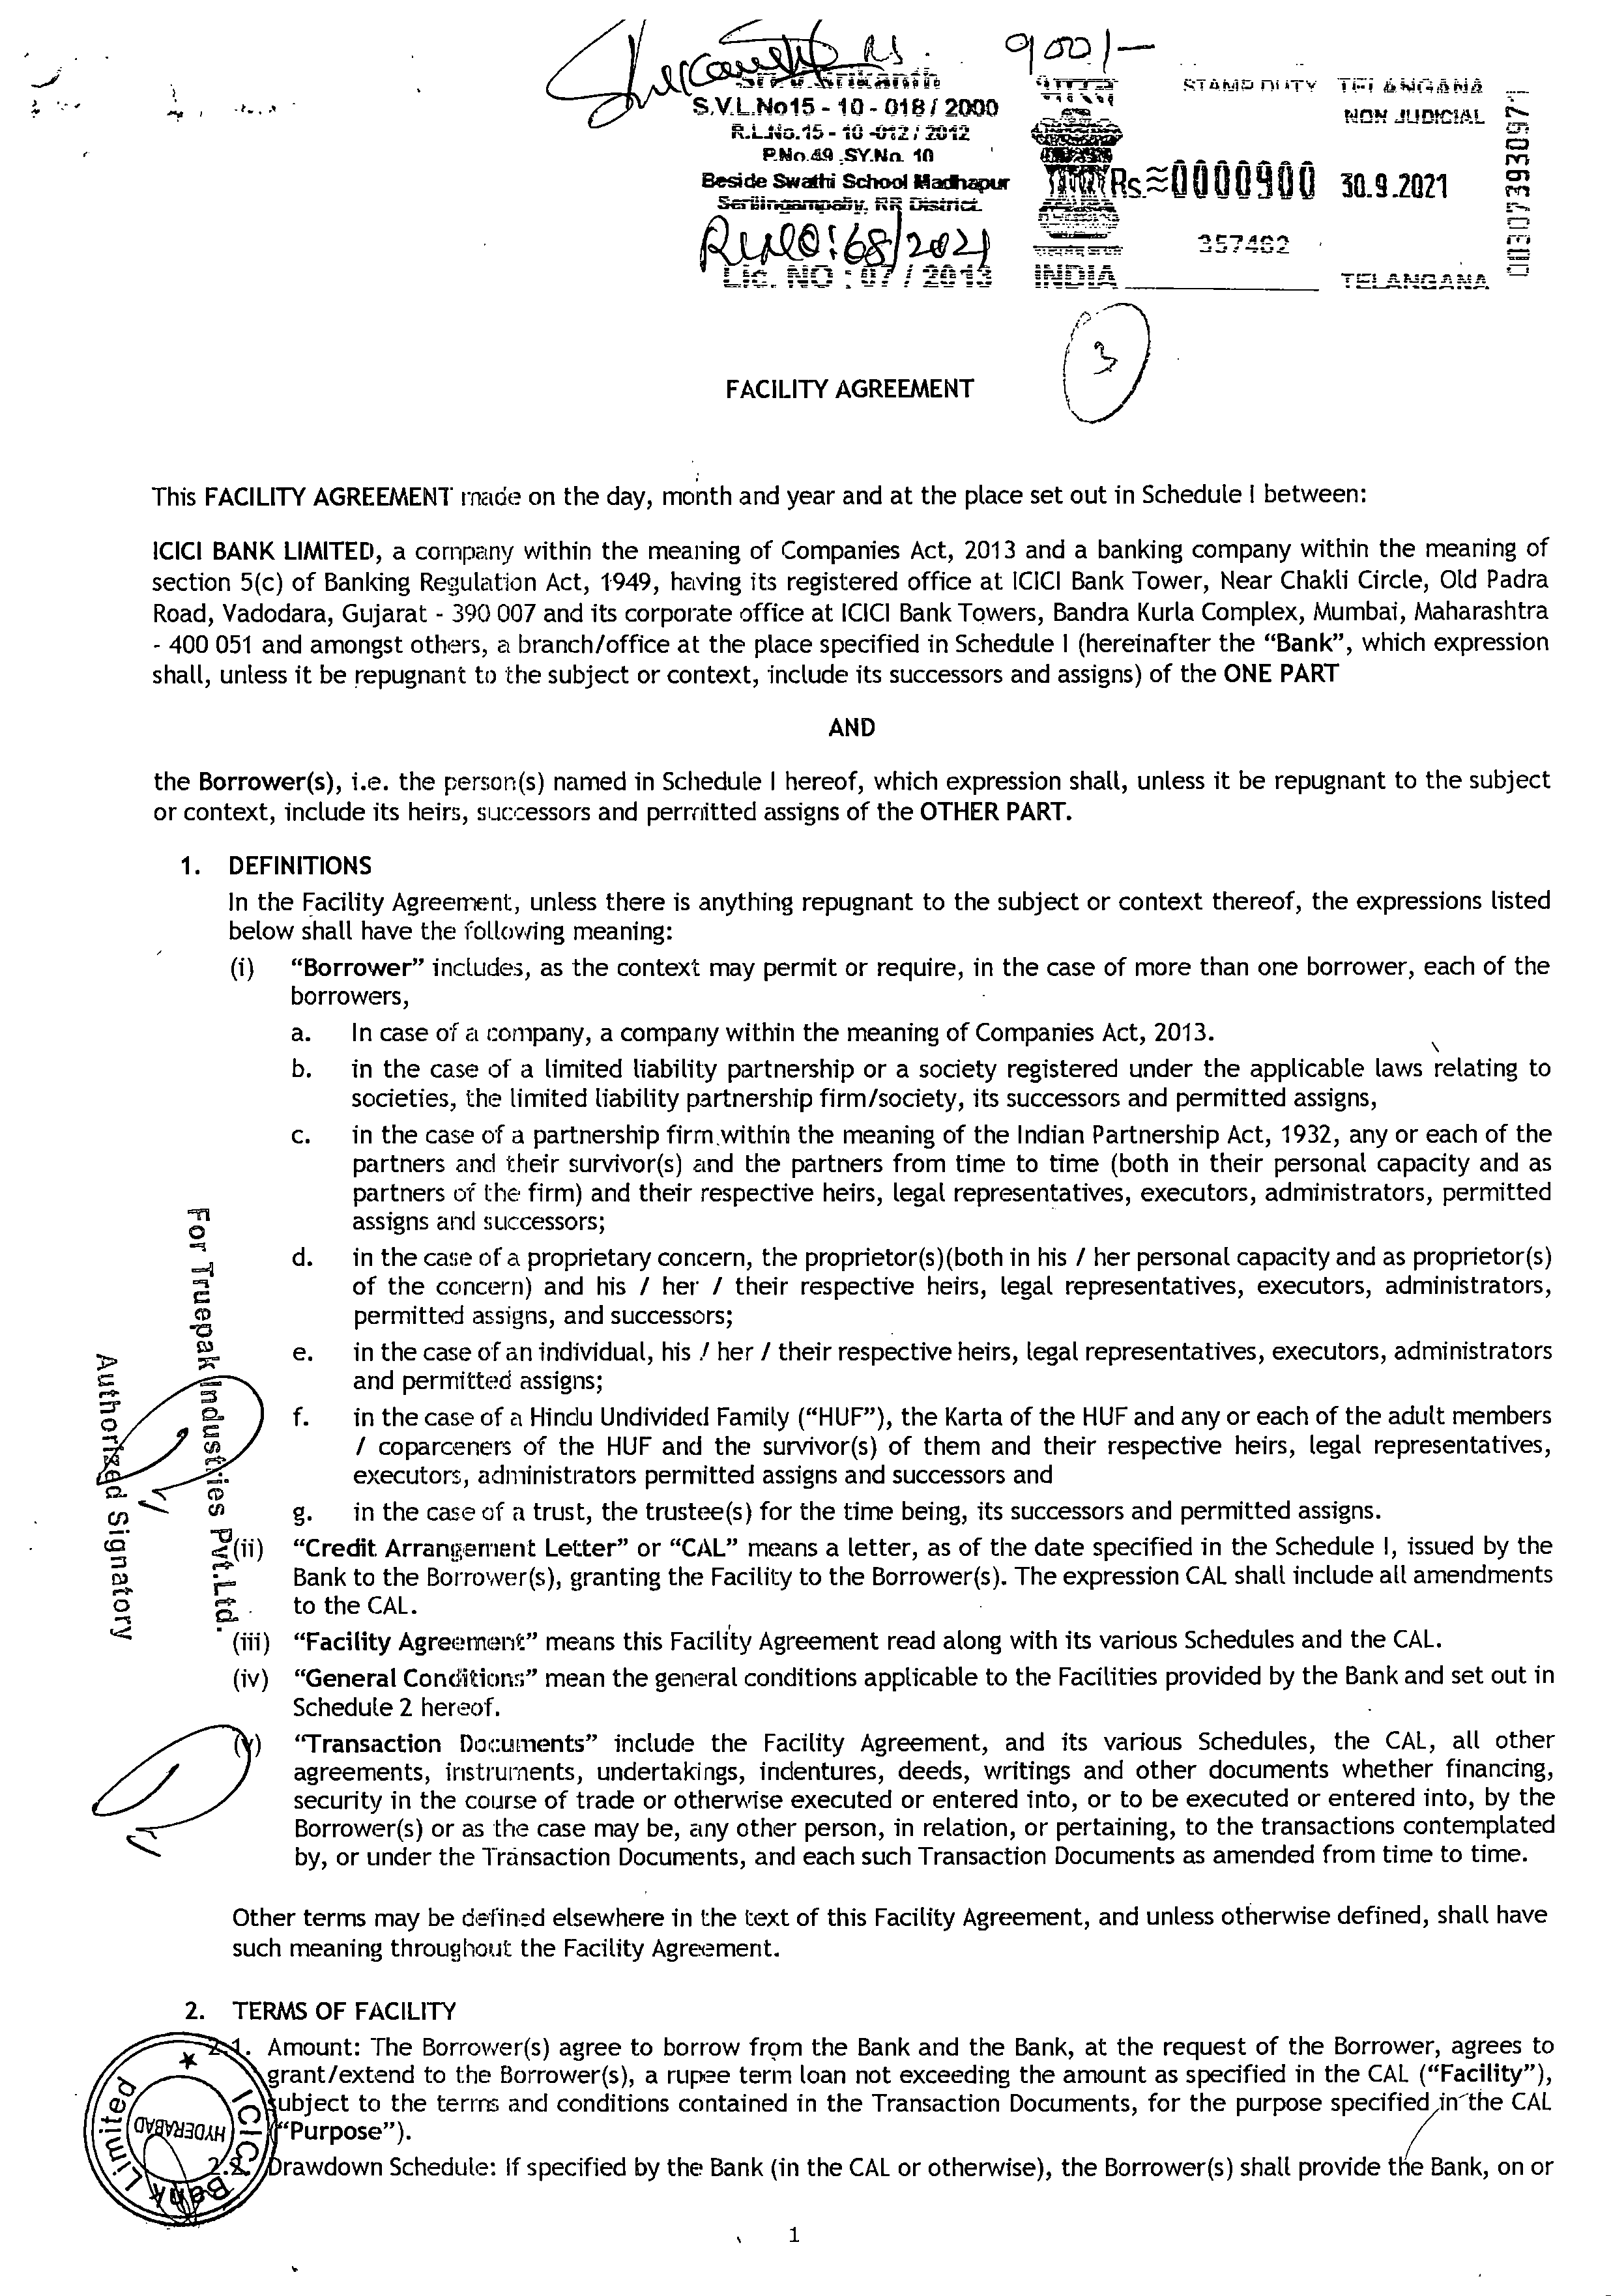 Rs. 900/-
S.V.L.No15 - 10 - 018 / 2000
R.L.No.15 - 10 -012 / 2012
P.No.49 .SY.No. 10
Beside Swathi School Madhapur
Serilingampally, RR District.
Lic. NO : 07 / 2013
भारत
STAMP DUTY TELANGANA
NON JUDICIAL
Rs.≈0000900 30.9.2021
357462
INDIA
TELANGANA
3
FACILITY AGREEMENT
This FACILITY AGREEMENT made on the day, month and year and at the place set out in Schedule I between:
ICICI BANK LIMITED, a company within the meaning of Companies Act, 2013 and a banking company within the meaning of
section 5(c) of Banking Regulation Act, 1949, having its registered office at ICICI Bank Tower, Near Chakli Circle, Old Padra
Road, Vadodara, Gujarat - 390 007 and its corporate office at ICICI Bank Towers, Bandra Kurla Complex, Mumbai, Maharashtra
- 400 051 and amongst others, a branch/office at the place specified in Schedule I (hereinafter the “Bank”, which expression
shall, unless it be repugnant to the subject or context, include its successors and assigns) of the ONE PART
AND
the Borrower(s), i.e. the person(s) named in Schedule I hereof, which expression shall, unless it be repugnant to the subject
or context, include its heirs, successors and permitted assigns of the OTHER PART.
1. DEFINITIONS
In the Facility Agreement, unless there is anything repugnant to the subject or context thereof, the expressions listed
below shall have the following meaning:
(i) “Borrower” includes, as the context may permit or require, in the case of more than one borrower, each of the
borrowers,
a. In case of a company, a company within the meaning of Companies Act, 2013.
b. in the case of a limited liability partnership or a society registered under the applicable laws relating to
societies, the limited liability partnership firm/society, its successors and permitted assigns,
c. in the case of a partnership firm within the meaning of the Indian Partnership Act, 1932, any or each of the
partners and their survivor(s) and the partners from time to time (both in their personal capacity and as
partners of the firm) and their respective heirs, legal representatives, executors, administrators, permitted
assigns and successors;
d. in the case of a proprietary concern, the proprietor(s)(both in his / her personal capacity and as proprietor(s)
of the concern) and his / her / their respective heirs, legal representatives, executors, administrators,
permitted assigns, and successors;
e. in the case of an individual, his / her / their respective heirs, legal representatives, executors, administrators
and permitted assigns;
f. in the case of a Hindu Undivided Family (“HUF”), the Karta of the HUF and any or each of the adult members
/ coparceners of the HUF and the survivor(s) of them and their respective heirs, legal representatives,
executors, administrators permitted assigns and successors and
g. in the case of a trust, the trustee(s) for the time being, its successors and permitted assigns.
(ii) “Credit Arrangement Letter” or “CAL” means a letter, as of the date specified in the Schedule I, issued by the
Bank to the Borrower(s), granting the Facility to the Borrower(s). The expression CAL shall include all amendments
to the CAL.
(iii) “Facility Agreement” means this Facility Agreement read along with its various Schedules and the CAL.
(iv) “General Conditions” mean the general conditions applicable to the Facilities provided by the Bank and set out in
Schedule 2 hereof.
(v) “Transaction Documents” include the Facility Agreement, and its various Schedules, the CAL, all other
agreements, instruments, undertakings, indentures, deeds, writings and other documents whether financing,
security in the course of trade or otherwise executed or entered into, or to be executed or entered into, by the
Borrower(s) or as the case may be, any other person, in relation, or pertaining, to the transactions contemplated
by, or under the Transaction Documents, and each such Transaction Documents as amended from time to time.
Other terms may be defined elsewhere in the text of this Facility Agreement, and unless otherwise defined, shall have
such meaning throughout the Facility Agreement.
2. TERMS OF FACILITY
2.1. Amount: The Borrower(s) agree to borrow from the Bank and the Bank, at the request of the Borrower, agrees to
grant/extend to the Borrower(s), a rupee term loan not exceeding the amount as specified in the CAL (“Facility”),
subject to the terms and conditions contained in the Transaction Documents, for the purpose specified in the CAL
(“Purpose”).
2.2. Drawdown Schedule: If specified by the Bank (in the CAL or otherwise), the Borrower(s) shall provide the Bank, on or
1
For Truepak Industries Pvt.Ltd.
Authorized Signatory
ICICI Bank Limited
HYDERABAD